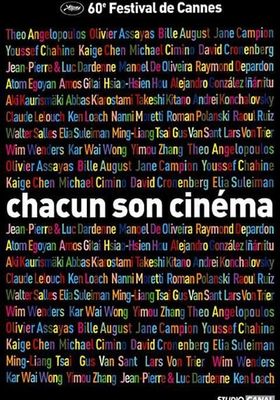 60e Festival de Cannes
Theo Angelopoulos Olivier Assayas Bille August Jane Campion
Youssef Chahine Kaige Chen Michael Cimino David Cronenberg
Jean-Pierre & Luc Dardenne Manoel De Oliveira Raymond Depardon
Atom Egoyan Amos Gitai Hsiao-Hsien Hou Alejandro González Iñárritu
Aki Kaurismäki Abbas Kiarostami Takeshi Kitano Andrei Konchalovsky
Claude Lelouch Ken Loach Nanni Moretti Roman Polanski Raoul Ruiz
Walter Salles Elia Suleiman Ming-Liang Tsai Gus Van Sant Lars Von Trier
Wim Wenders Kar Wai Wong Yimou Zhang Theo Angelopoulos
Olivier Assayas Bille August Jane Campion Youssef Chahine
Kaige Chen Michael Cimino David Cronenberg Elia Suleiman
chacun son cinéma
Jean-Pierre & Luc Dardenne Manoel De Oliveira Raymond Depardon
Atom Egoyan Amos Gitai Hsiao-Hsien Hou Alejandro González Iñárritu
Aki Kaurismäki Abbas Kiarostami Takeshi Kitano Andrei Konchalovsky
Claude Lelouch Ken Loach Nanni Moretti Roman Polanski Raoul Ruiz
Walter Salles Elia Suleiman Ming-Liang Tsai Gus Van Sant Lars Von Trier
Wim Wenders Kar Wai Wong Yimou Zhang Theo Angelopoulos
Olivier Assayas Bille August Jane Campion Youssef Chahine
Kaige Chen Michael Cimino David Cronenberg Elia Suleiman
Ming-Liang Tsai Gus Van Sant Lars Von Trier Wim Wenders
Kar Wai Wong Yimou Zhang Jean-Pierre & Luc Dardenne Ken Loach
STUDIO CANAL